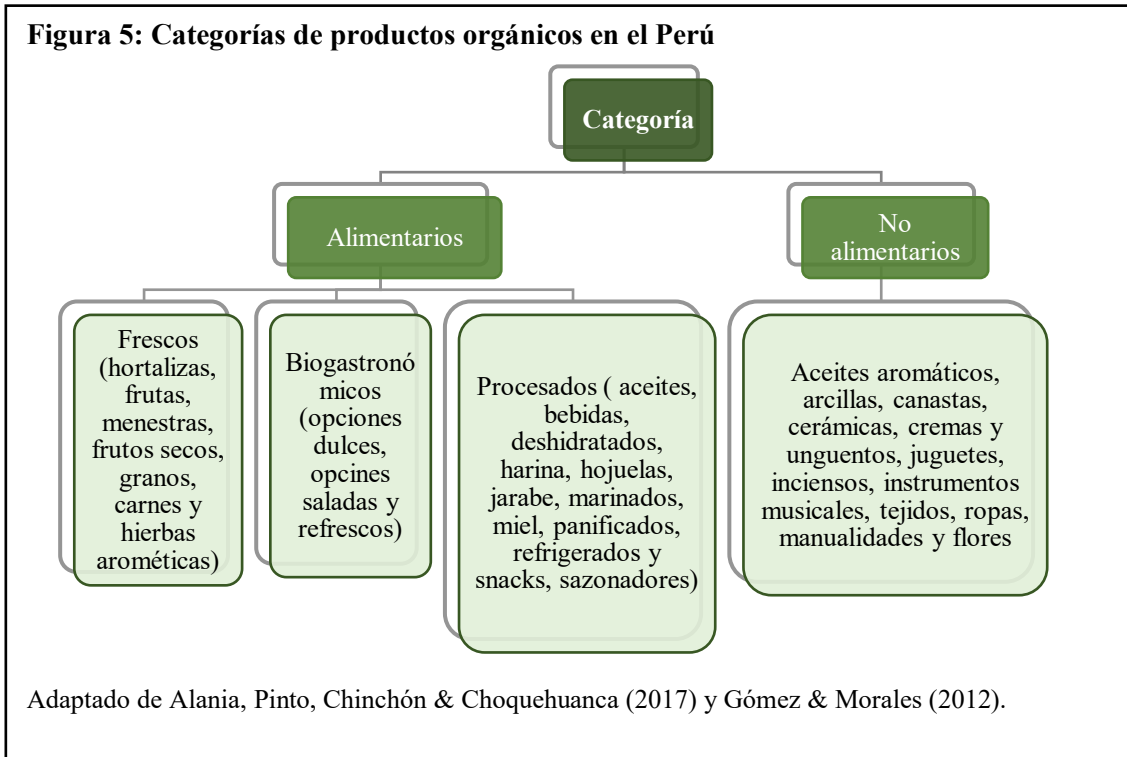 Figura 5: Categorías de productos orgánicos en el Perú
Categoría
Alimentarios
No
alimentarios
Frescos
(hortalizas,
frutas,
menestras,
frutos secos,
granos,
carnes y
hierbas
arométicas)
Biogastronó
micos
(opciones
dulces,
opcines
saladas y
refrescos)
Procesados ( aceites,
bebidas,
deshidratados,
harina, hojuelas,
jarabe, marinados,
miel, panificados,
refrigerados y
snacks, sazonadores)
Aceites aromáticos,
arcillas, canastas,
cerámicas, cremas y
unguentos, juguetes,
inciensos, instrumentos
musicales, tejidos, ropas,
manualidades y flores
Adaptado de Alania, Pinto, Chinchón & Choquehuanca (2017) y Gómez & Morales (2012).